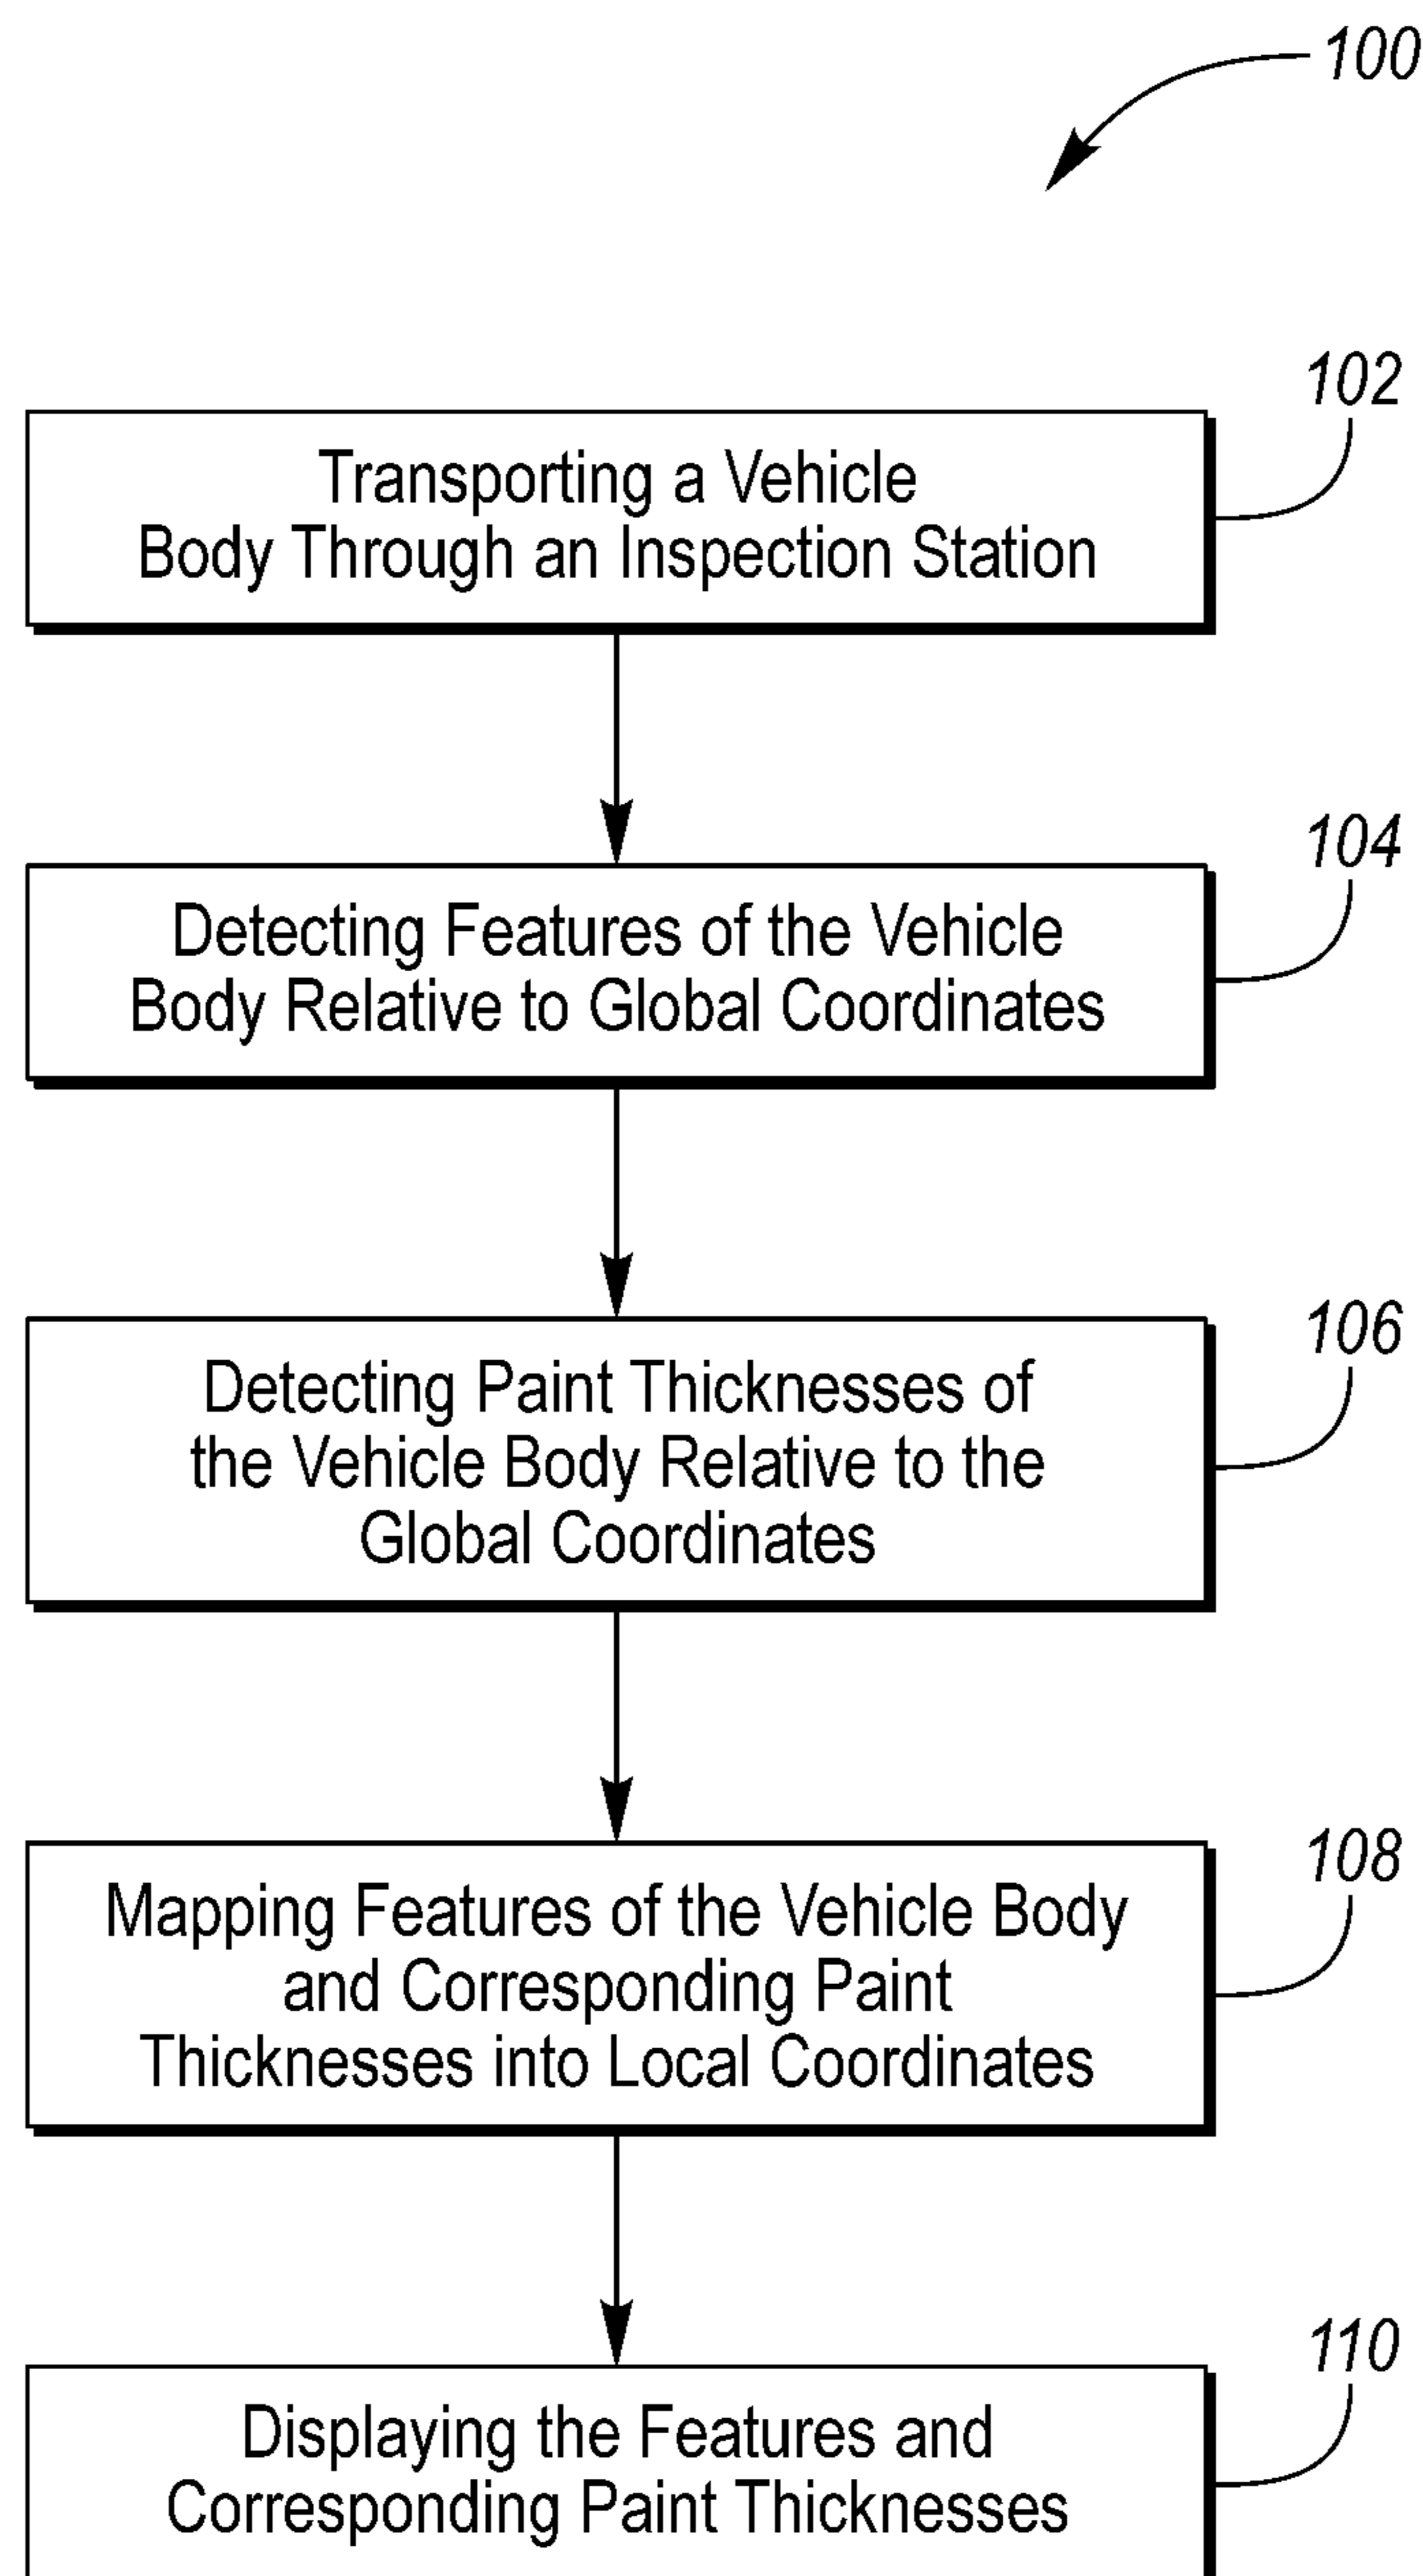 100
102
Transporting a Vehicle
Body Through an Inspection Station
104
Detecting Features of the Vehicle
Body Relative to Global Coordinates
106
Detecting Paint Thicknesses of
the Vehicle Body Relative to the
Global Coordinates
108
Mapping Features of the Vehicle Body
and Corresponding Paint
Thicknesses into Local Coordinates
110
Displaying the Features and
Corresponding Paint Thicknesses